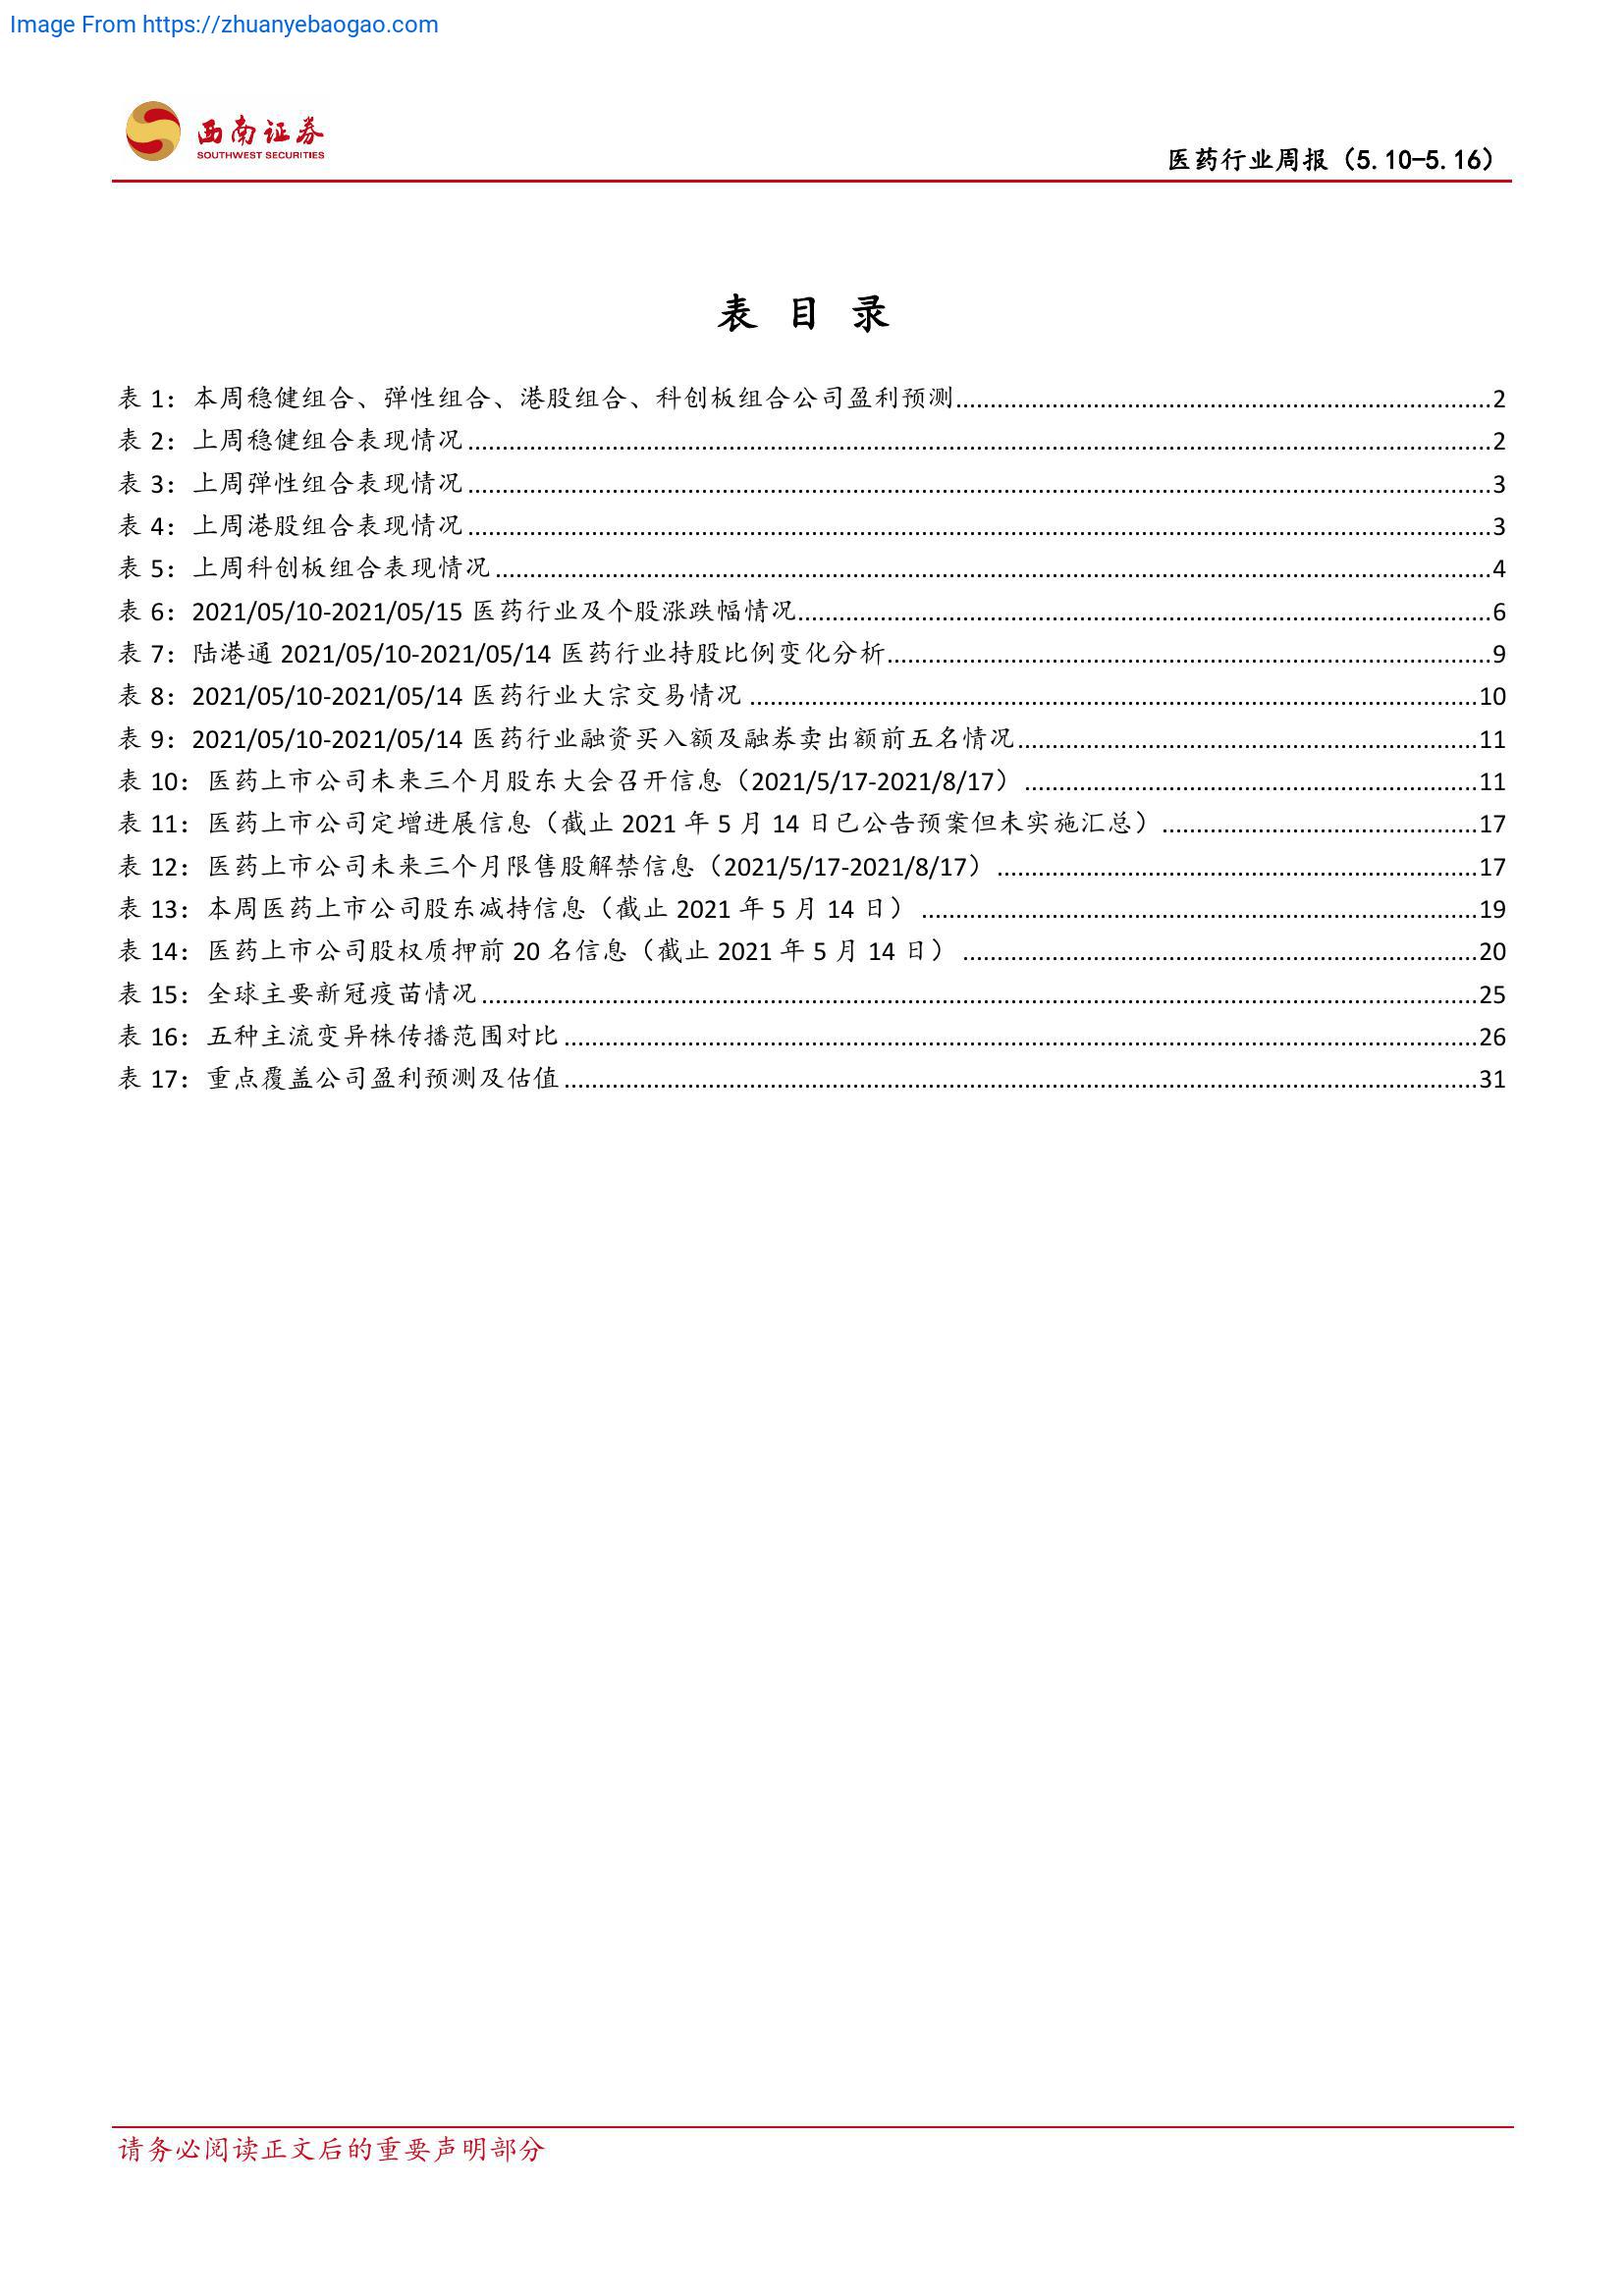 Image From https://zhuanyebaogao.com
西南证券
SOUTHWEST SECURITIES
医药行业周报（5.10-5.16）
表 目 录
表 1：本周稳健组合、弹性组合、港股组合、科创板组合公司盈利预测........................2
表 2：上周稳健组合表现情况........................2
表 3：上周弹性组合表现情况........................3
表 4：上周港股组合表现情况........................3
表 5：上周科创板组合表现情况........................4
表 6：2021/05/10-2021/05/15 医药行业及个股涨跌幅情况........................6
表 7：陆港通 2021/05/10-2021/05/14 医药行业持股比例变化分析........................9
表 8：2021/05/10-2021/05/14 医药行业大宗交易情况........................10
表 9：2021/05/10-2021/05/14 医药行业融资买入额及融券卖出额前五名情况........................11
表 10：医药上市公司未来三个月股东大会召开信息（2021/5/17-2021/8/17）........................11
表 11：医药上市公司定增进展信息（截止 2021 年 5 月 14 日已公告预案但未实施汇总）........................17
表 12：医药上市公司未来三个月限售股解禁信息（2021/5/17-2021/8/17）........................17
表 13：本周医药上市公司股东减持信息（截止 2021 年 5 月 14 日）........................19
表 14：医药上市公司股权质押前 20 名信息（截止 2021 年 5 月 14 日）........................20
表 15：全球主要新冠疫苗情况........................25
表 16：五种主流变异株传播范围对比........................26
表 17：重点覆盖公司盈利预测及估值........................31
请务必阅读正文后的重要声明部分